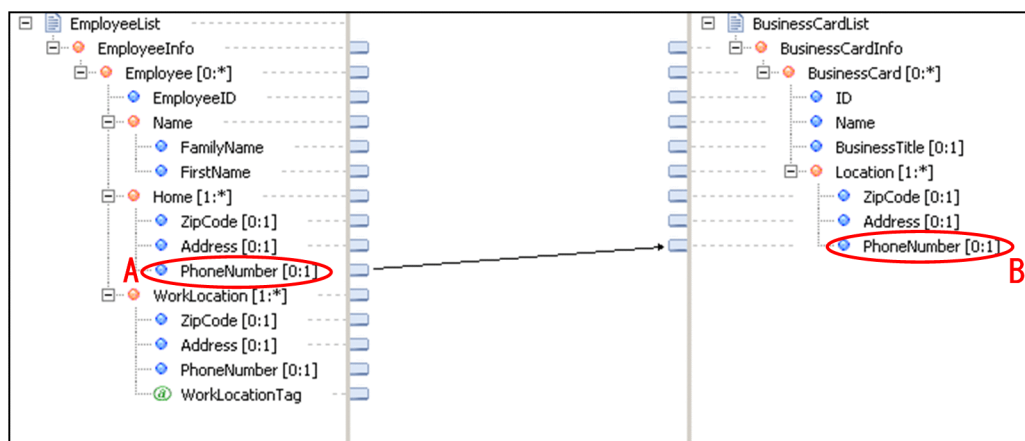 EmployeeList
EmployeeInfo
Employee [0:*]
EmployeeID
Name
FamilyName
FirstName
Home [1:*]
ZipCode [0:1]
Address [0:1]
A PhoneNumber [0:1]
WorkLocation [1:*]
ZipCode [0:1]
Address [0:1]
PhoneNumber [0:1]
WorkLocationTag
BusinessCardList
BusinessCardInfo
BusinessCard [0:*]
ID
Name
BusinessTitle [0:1]
Location [1:*]
ZipCode [0:1]
Address [0:1]
PhoneNumber [0:1]
B